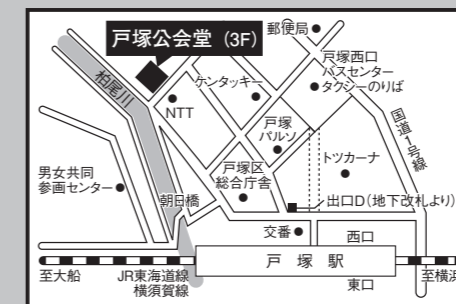 戸塚公会堂（3F）
郵便局
戸塚西口
バスセンター
タクシーのりば
柏尾川
ケンタッキー
NTT
国道1号線
戸塚
パルソ
トツカーナ
戸塚区
総合庁舎
男女共同
参画センター
朝日橋
出口D（地下改札より）
交番
西口
戸塚駅
東口
至大船
JR東海道線
横須賀線
至横浜